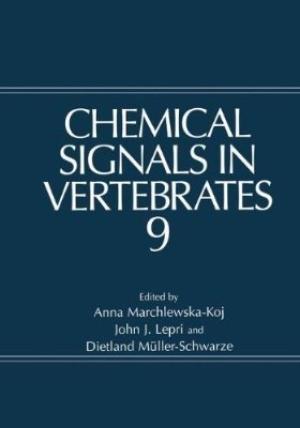 CHEMICAL
SIGNALS IN
VERTEBRATES
9
Edited by
Anna Marchlewska-Koj
John J. Lepri and
Dietland Müller-Schwarze